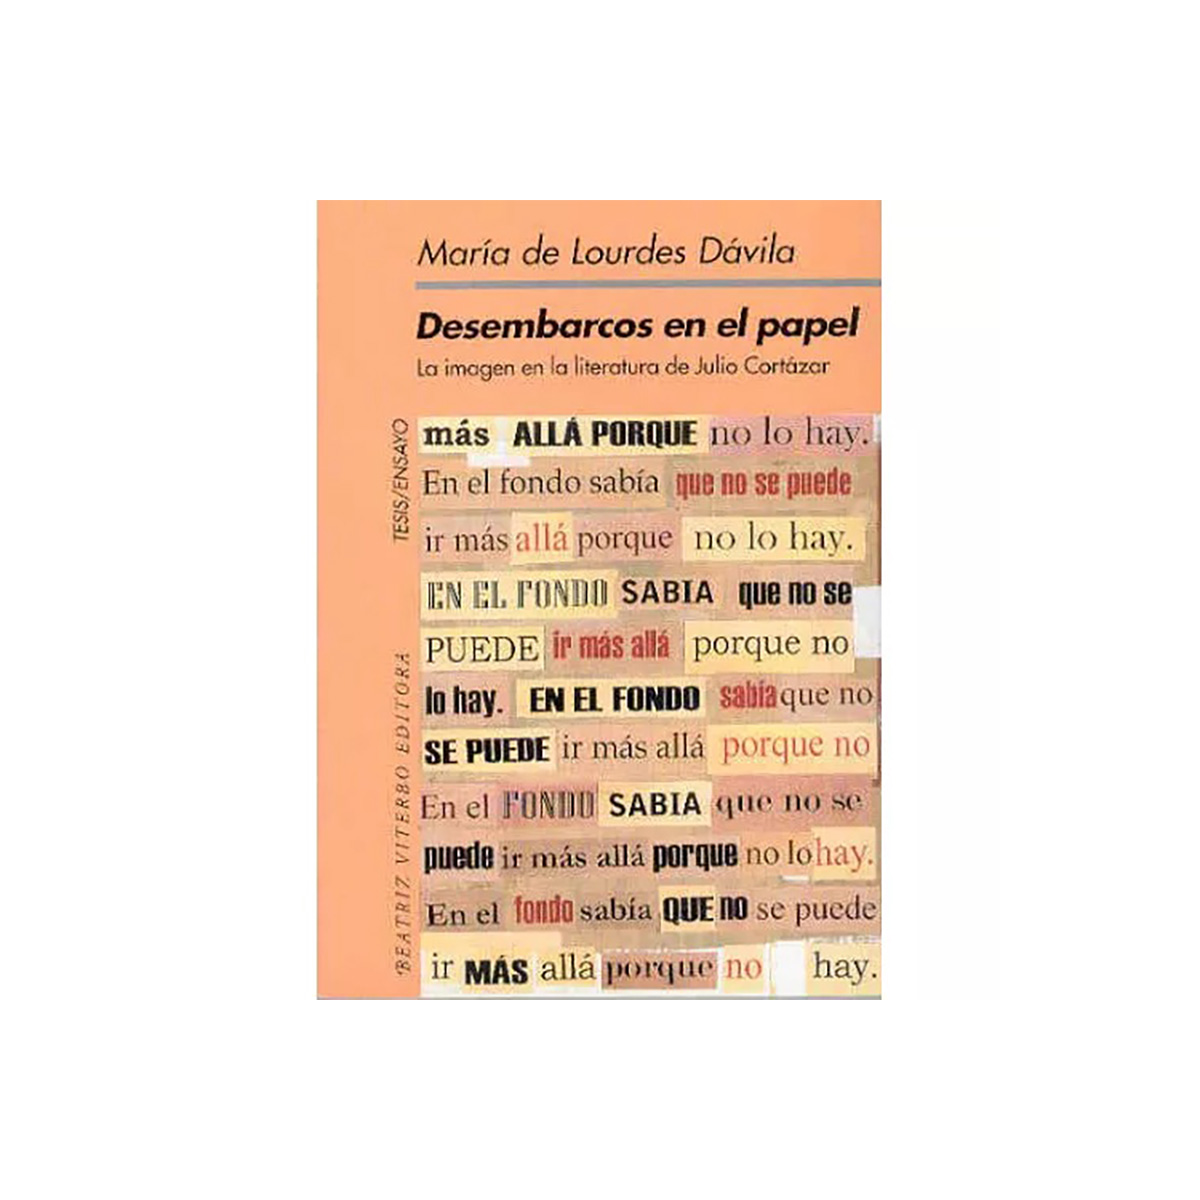 María de Lourdes Dávila
Desembarcos en el papel
La imagen en la literatura de Julio Cortázar
TESIS/ENSAYO
BEATRIZ VITERBO EDITORA
más ALLÁ PORQUE no lo hay.
En el fondo sabía que no se puede
ir más allá porque no lo hay.
EN EL FONDO SABIA que no se
PUEDE ir más allá porque no
lo hay. EN EL FONDO sabía que no
SE PUEDE ir más allá porque no
En el FONDO SABIA que no se
puede ir más allá porque no lo hay.
En el fondo sabía QUE NO se puede
ir MÁS allá porque no hay.